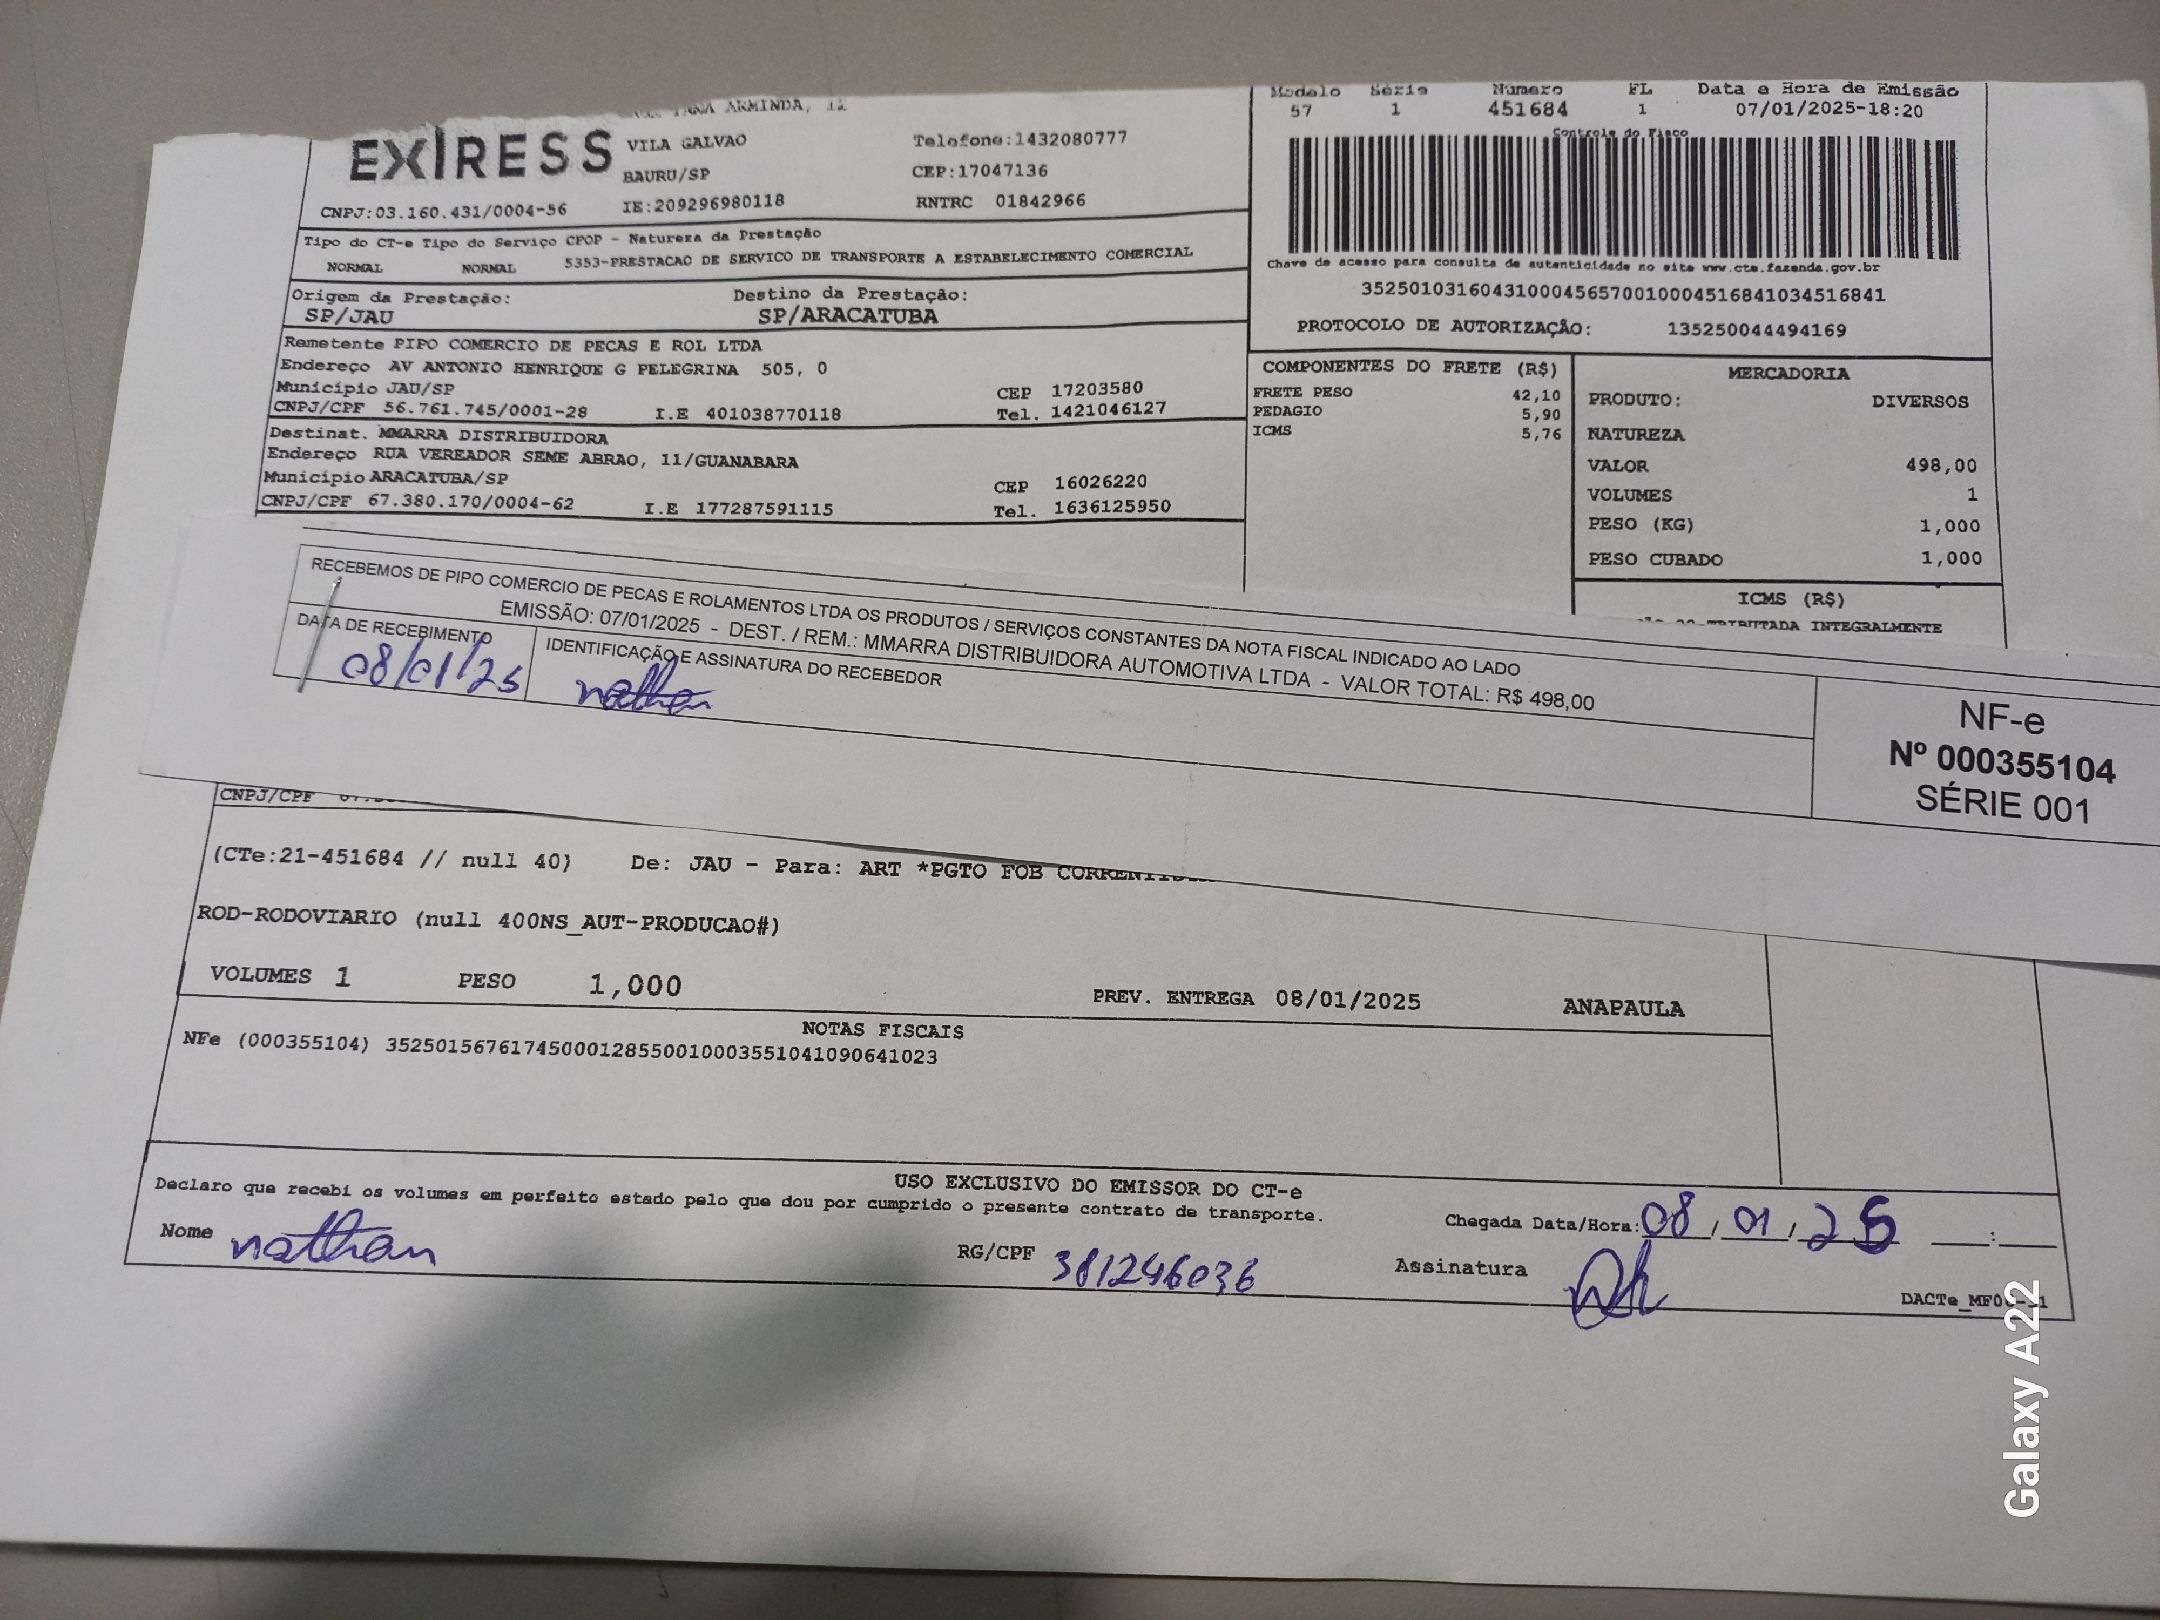 ARMINDA, 12
EXIRESS
VILA GALVAO
Telefone:1432080777
BAURU/SP
CEP:17047136
CNPJ:03.160.431/0004-56
IE:209296980118
RNTRC 01842966
Modelo Série Número FL Data e Hora de Emissão
57 1 451684 1 07/01/2025-18:20
Controle do Fisco
Chave de acesso para consulta de autenticidade no site www.cte.fazenda.gov.br
35250103160431000456570010004516841034516841
PROTOCOLO DE AUTORIZAÇÃO: 135250044494169
Tipo do CT-e Tipo do Serviço CFOP - Natureza da Prestação
NORMAL NORMAL 5353-PRESTACAO DE SERVICO DE TRANSPORTE A ESTABELECIMENTO COMERCIAL
Origem da Prestação: Destino da Prestação:
SP/JAU SP/ARACATUBA
Remetente PIPO COMERCIO DE PECAS E ROL LTDA
Endereço AV ANTONIO HENRIQUE G PELEGRINA 505, 0
Município JAU/SP CEP 17203580
CNPJ/CPF 56.761.745/0001-28 I.E 401038770118 Tel. 1421046127
Destinat. MMARRA DISTRIBUIDORA
Endereço RUA VEREADOR SEME ABRAO, 11/GUANABARA
Município ARACATUBA/SP CEP 16026220
CNPJ/CPF 67.380.170/0004-62 I.E 177287591115 Tel. 1636125950
COMPONENTES DO FRETE (R$)
FRETE PESO 42,10
PEDAGIO 5,90
ICMS 5,76
MERCADORIA
PRODUTO: DIVERSOS
NATUREZA
VALOR 498,00
VOLUMES 1
PESO (KG) 1,000
PESO CUBADO 1,000
ICMS (R$)
TRIBUTADA INTEGRALMENTE
RECEBEMOS DE PIPO COMERCIO DE PECAS E ROLAMENTOS LTDA OS PRODUTOS / SERVIÇOS CONSTANTES DA NOTA FISCAL INDICADO AO LADO
EMISSÃO: 07/01/2025 - DEST. / REM.: MMARRA DISTRIBUIDORA AUTOMOTIVA LTDA - VALOR TOTAL: R$ 498,00
DATA DE RECEBIMENTO
08/01/25
IDENTIFICAÇÃO E ASSINATURA DO RECEBEDOR
nathan
NF-e
Nº 000355104
SÉRIE 001
CNPJ/CPF
(CTe:21-451684 // null 40) De: JAU - Para: ART *PGTO FOB
ROD-RODOVIARIO (null 400NS_AUT-PRODUCAO#)
VOLUMES 1 PESO 1,000 PREV. ENTREGA 08/01/2025 ANAPAULA
NOTAS FISCAIS
NFe (000355104) 35250156761745000128550010003551041090641023
USO EXCLUSIVO DO EMISSOR DO CT-e
Declaro que recebi os volumes em perfeito estado pelo que dou por cumprido o presente contrato de transporte.
Chegada Data/Hora: 08/01/25 __:__
Nome nathan RG/CPF 381246036 Assinatura
Galaxy A22